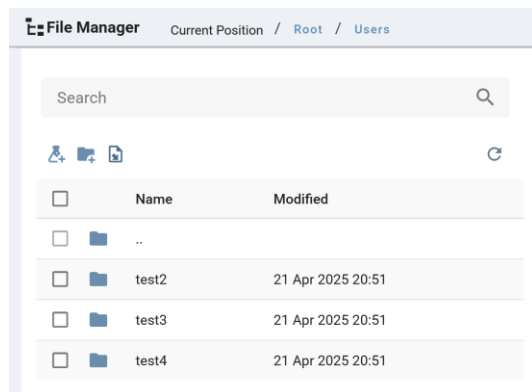 File Manager Current Position / Root / Users
Search
Name Modified
..
test2 21 Apr 2025 20:51
test3 21 Apr 2025 20:51
test4 21 Apr 2025 20:51